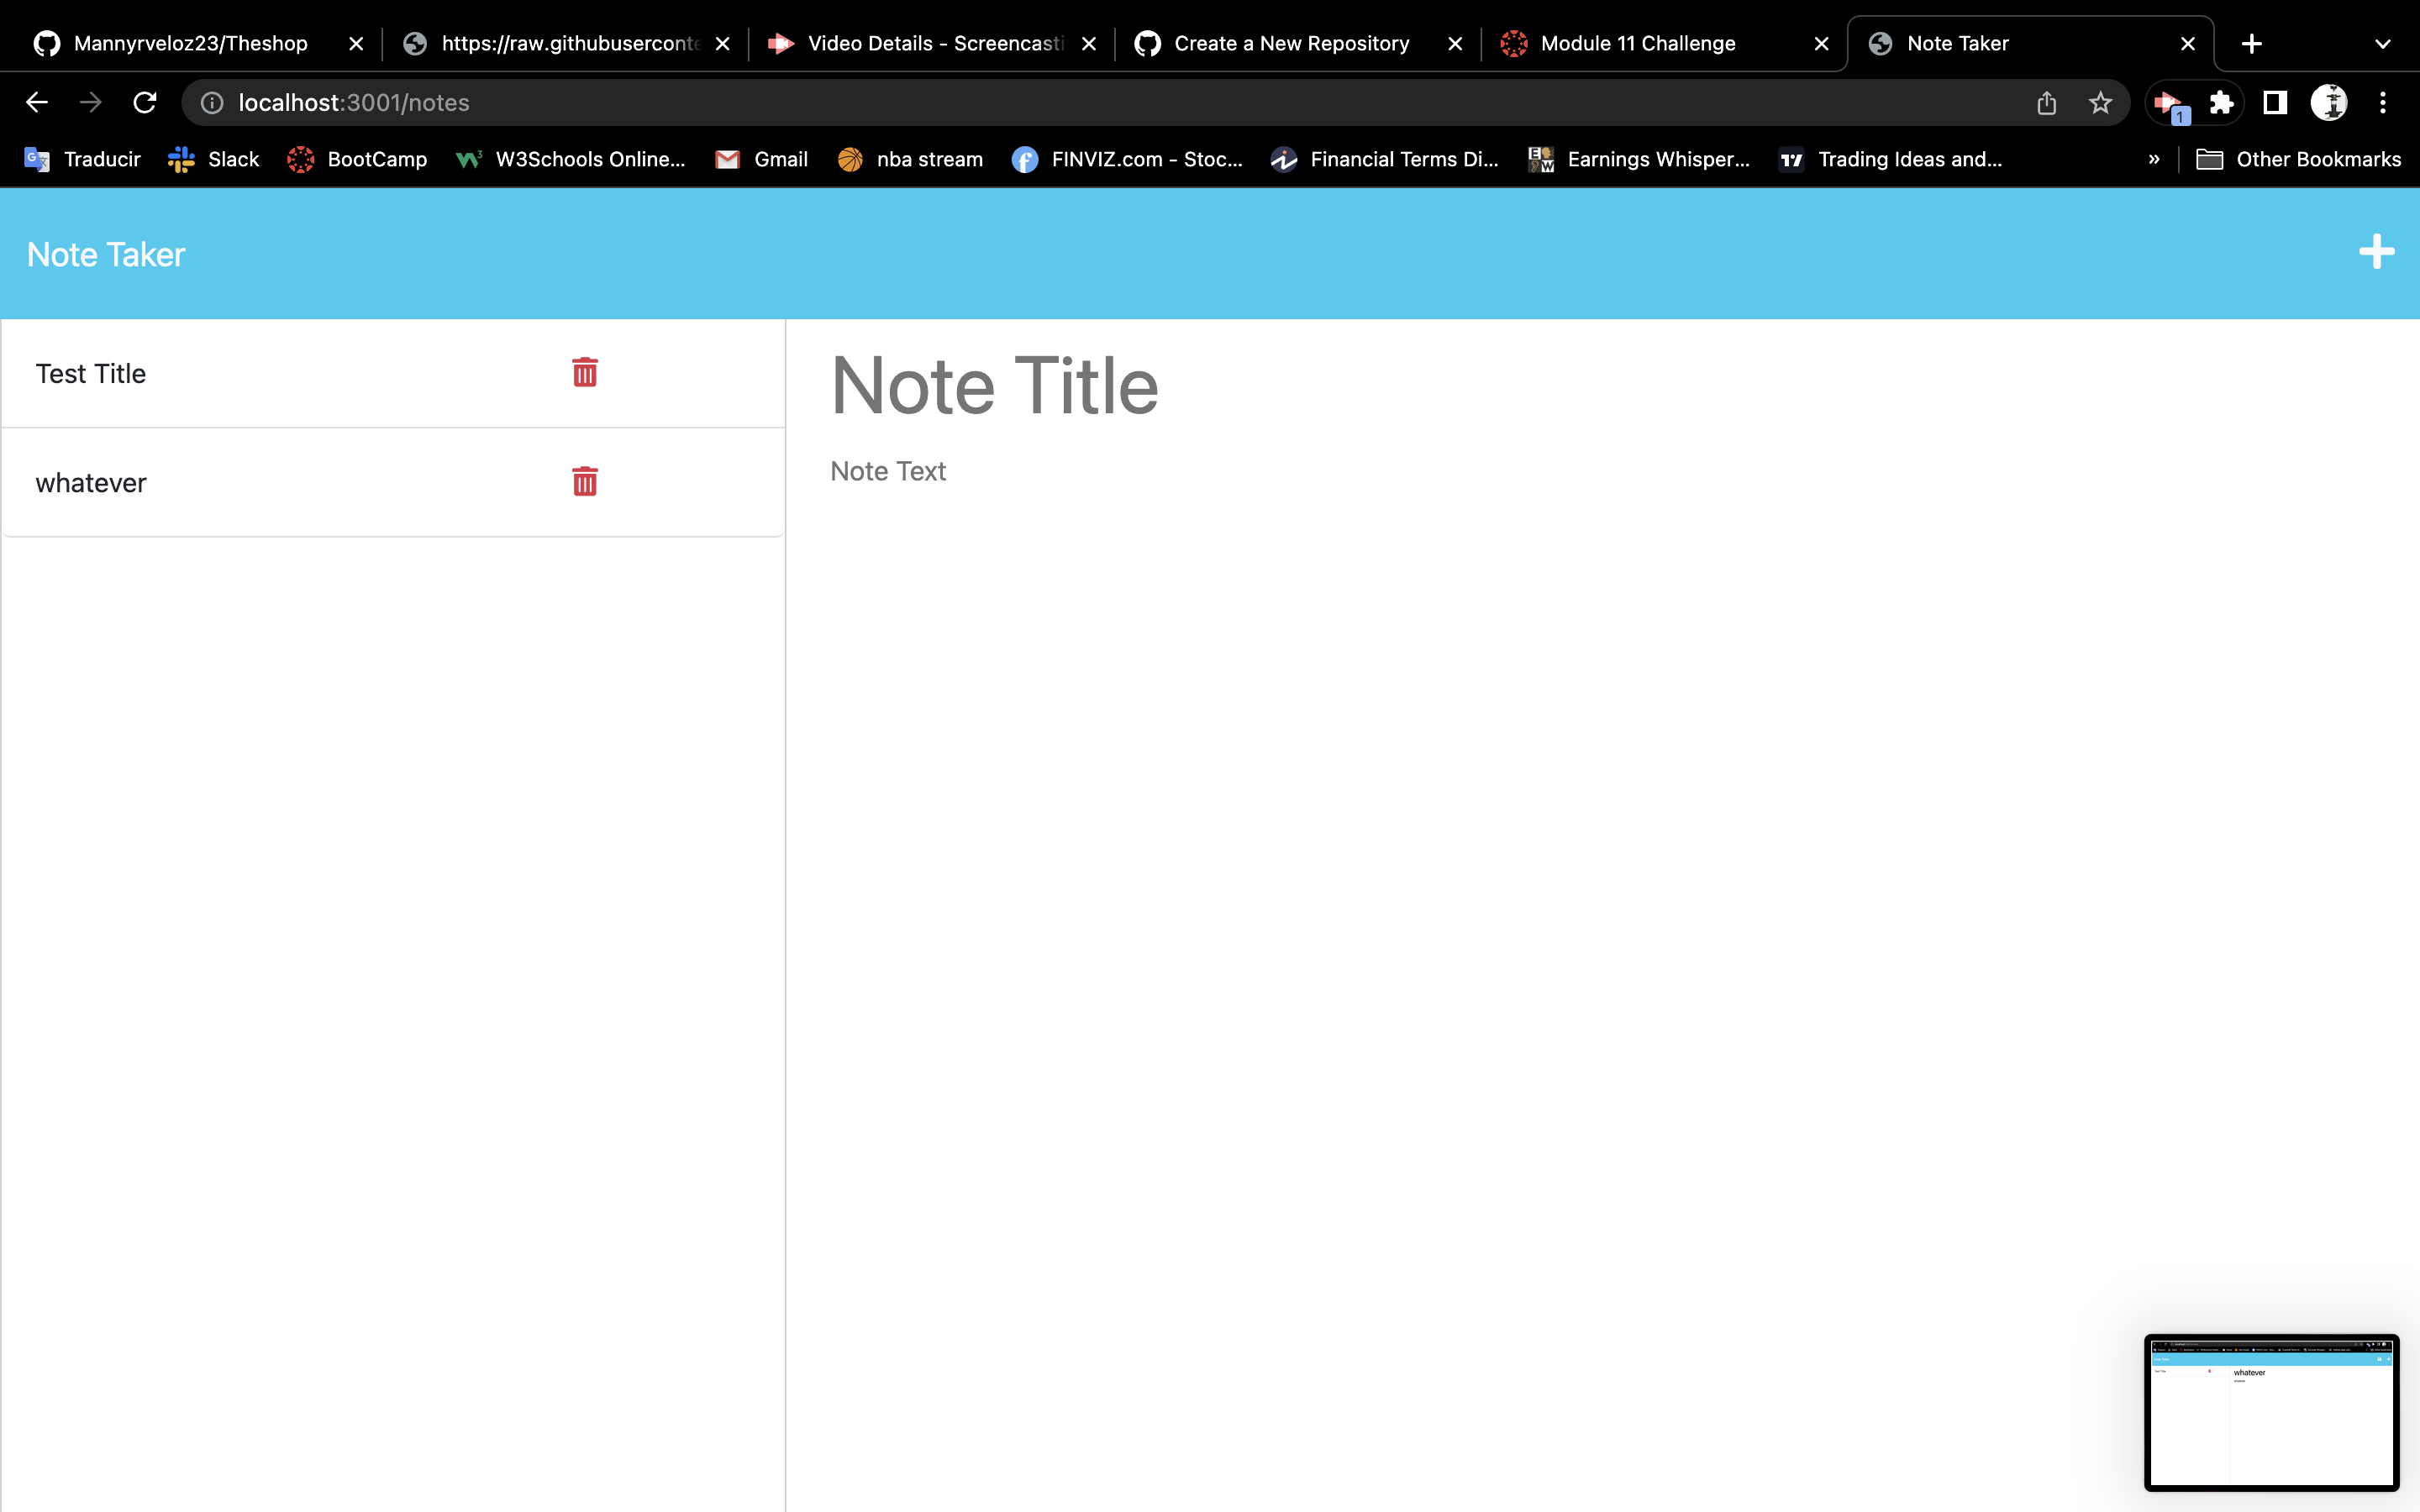 Mannyrveloz23/Theshop
https://raw.githubuserconte
Video Details - Screencasti
Create a New Repository
Module 11 Challenge
Note Taker
localhost:3001/notes
1
Traducir
Slack
BootCamp
W3Schools Online...
Gmail
nba stream
FINVIZ.com - Stoc...
Financial Terms Di...
Earnings Whisper...
Trading Ideas and...
»
Other Bookmarks
Note Taker
Test Title
whatever
Note Title
Note Text
whatever